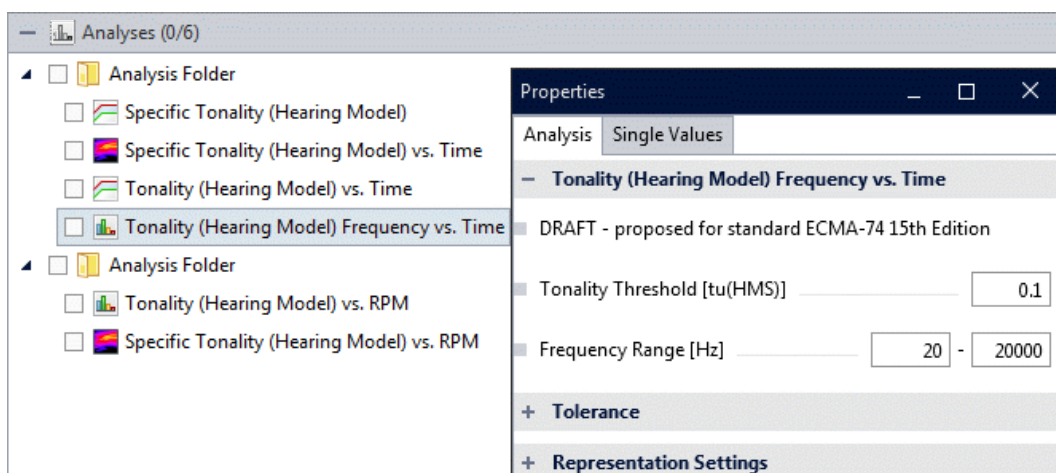 Analyses (0/6)
Analysis Folder
Specific Tonality (Hearing Model)
Specific Tonality (Hearing Model) vs. Time
Tonality (Hearing Model) vs. Time
Tonality (Hearing Model) Frequency vs. Time
Analysis Folder
Tonality (Hearing Model) vs. RPM
Specific Tonality (Hearing Model) vs. RPM
Properties
Analysis Single Values
Tonality (Hearing Model) Frequency vs. Time
DRAFT - proposed for standard ECMA-74 15th Edition
Tonality Threshold [tu(HMS)] 0.1
Frequency Range [Hz] 20 - 20000
Tolerance
Representation Settings